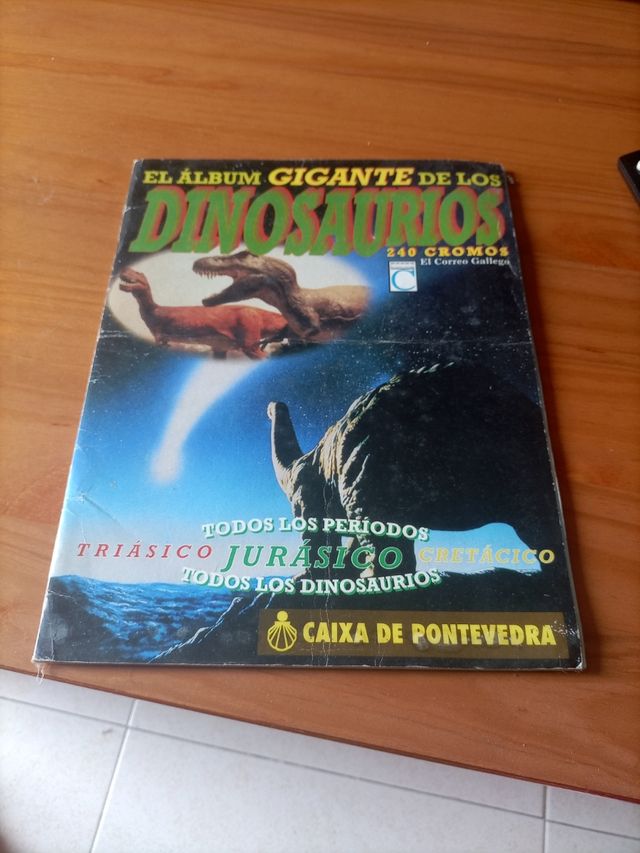 EL ÁLBUM GIGANTE DE LOS
DINOSAURIOS
240 CROMOS
El Correo Gallego
C
TODOS LOS PERÍODOS
TRIÁSICO JURÁSICO CRETÁCICO
TODOS LOS DINOSAURIOS
CAIXA DE PONTEVEDRA